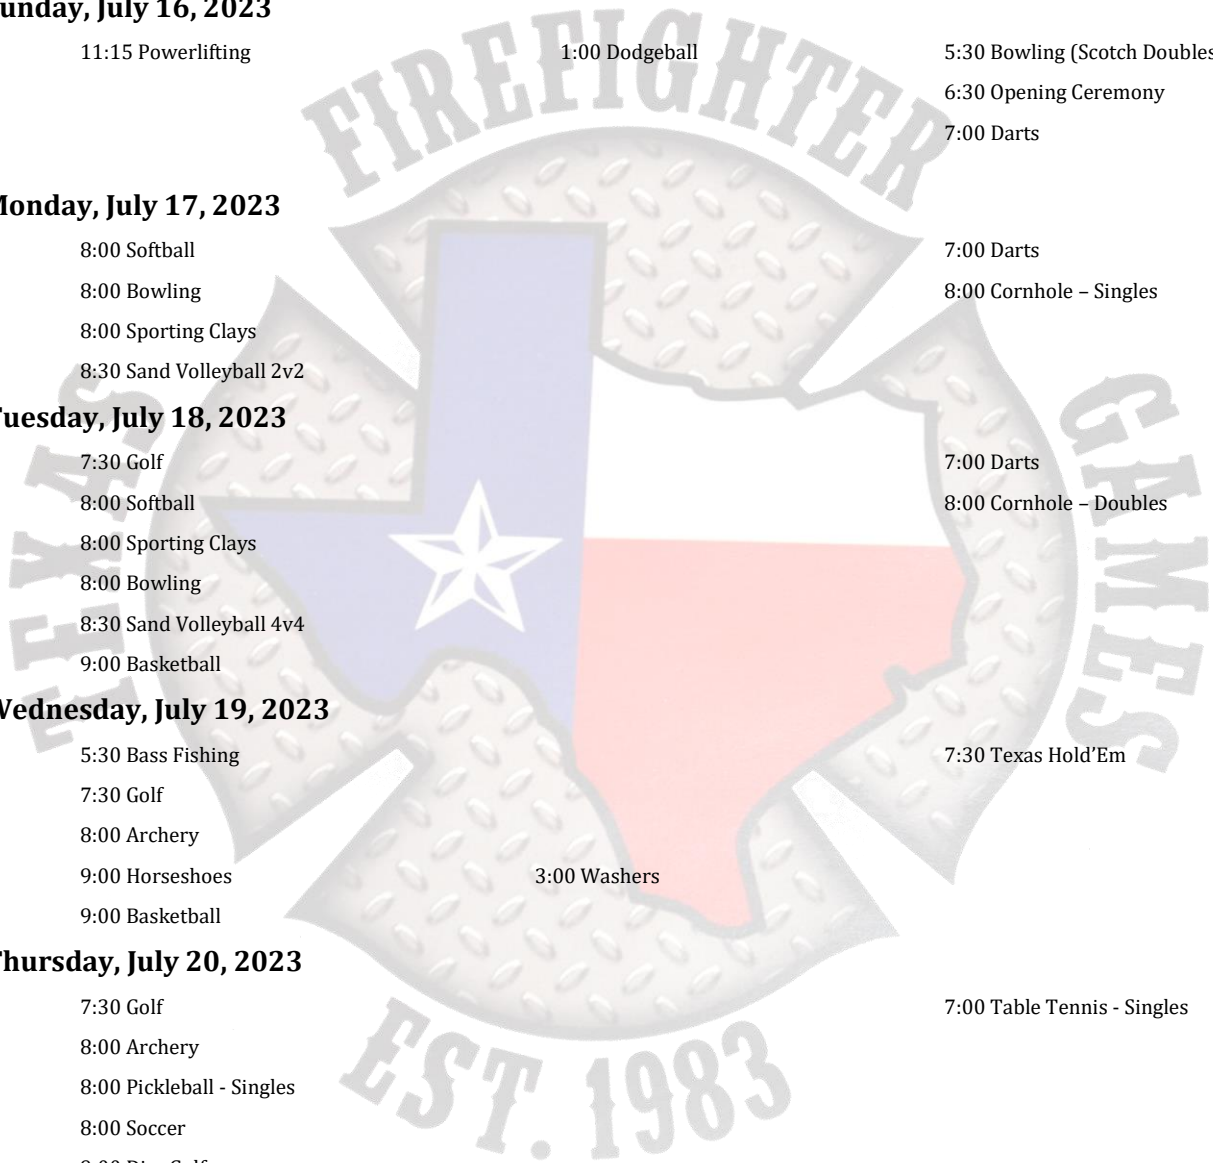 unday, July 16, 2023
11:15 Powerlifting 1:00 Dodgeball 5:30 Bowling (Scotch Doubles
6:30 Opening Ceremony
7:00 Darts
onday, July 17, 2023
8:00 Softball 7:00 Darts
8:00 Bowling 8:00 Cornhole – Singles
8:00 Sporting Clays
8:30 Sand Volleyball 2v2
uesday, July 18, 2023
7:30 Golf 7:00 Darts
8:00 Softball 8:00 Cornhole – Doubles
8:00 Sporting Clays
8:00 Bowling
8:30 Sand Volleyball 4v4
9:00 Basketball
Wednesday, July 19, 2023
5:30 Bass Fishing 7:30 Texas Hold’Em
7:30 Golf
8:00 Archery
9:00 Horseshoes 3:00 Washers
9:00 Basketball
hursday, July 20, 2023
7:30 Golf 7:00 Table Tennis - Singles
8:00 Archery
8:00 Pickleball - Singles
8:00 Soccer
TEXAS
FIREFIGHTER
GAMES
EST. 1983